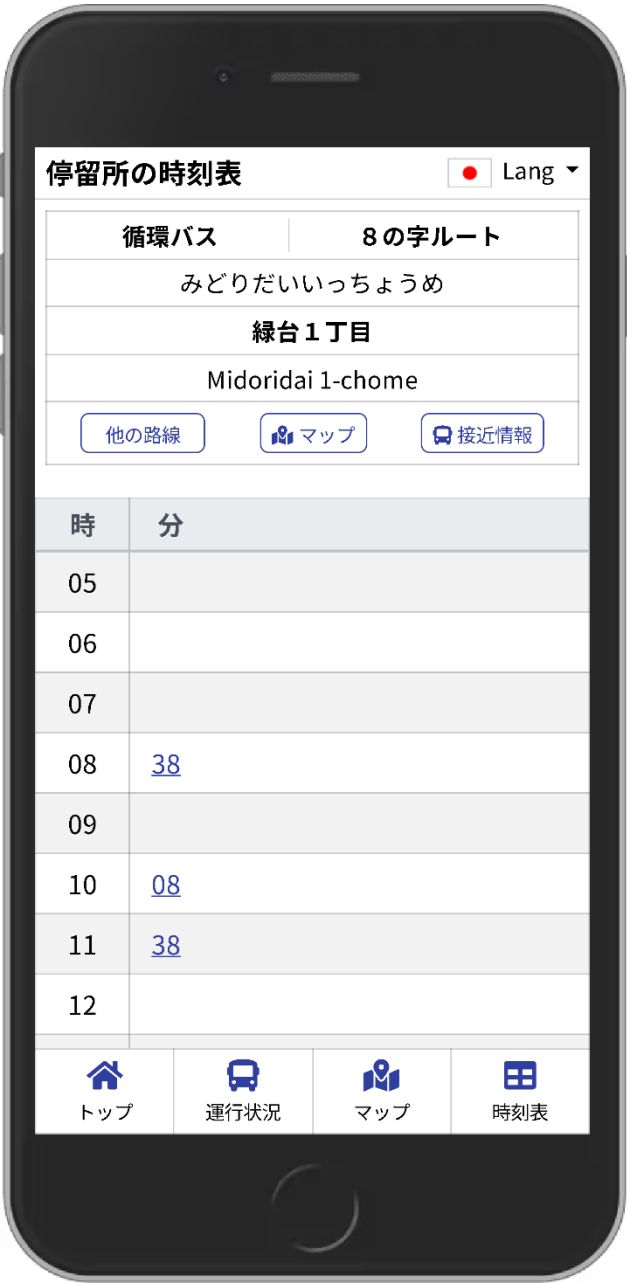 停留所の時刻表 Lang
循環バス ８の字ルート
みどりだいいっちょうめ
緑台１丁目
Midoridai 1-chome
他の路線 マップ 接近情報
時 分
05
06
07
08 38
09
10 08
11 38
12
トップ 運行状況 マップ 時刻表